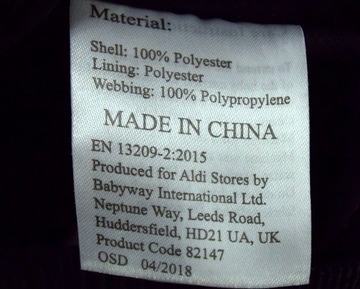 Material:
Shell: 100% Polyester
Lining: Polyester
Webbing: 100% Polypropylene
MADE IN CHINA
EN 13209-2:2015
Produced for Aldi Stores by
Babyway International Ltd.
Neptune Way, Leeds Road,
Huddersfield, HD21 UA, UK
Product Code 82147
OSD 04/2018